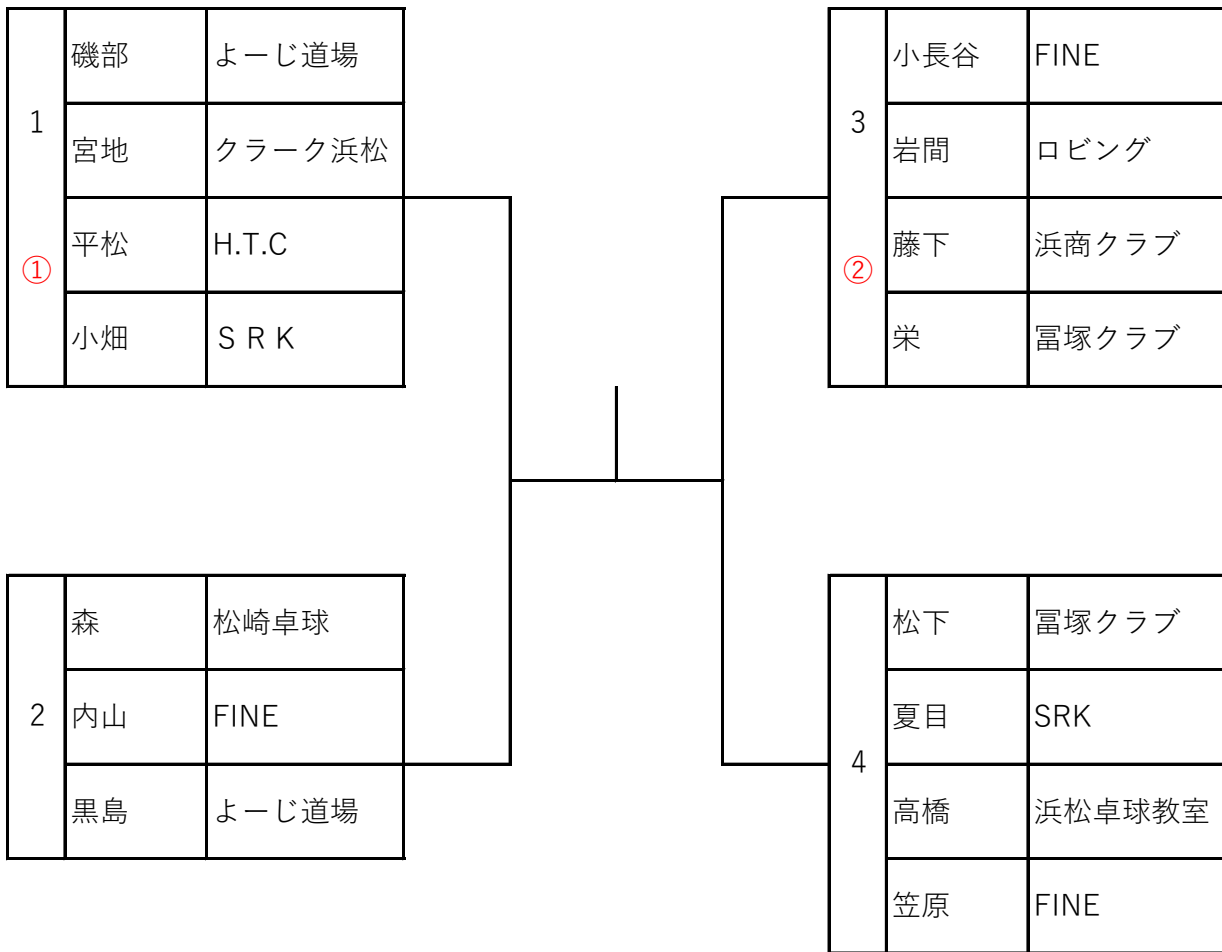 1
①
磯部 よーじ道場
宮地 クラーク浜松
平松 H.T.C
小畑 ＳＲＫ
3
②
小長谷 FINE
岩間 ロビング
藤下 浜商クラブ
栄 冨塚クラブ
2
森 松崎卓球
内山 FINE
黒島 よーじ道場
4
松下 冨塚クラブ
夏目 SRK
高橋 浜松卓球教室
笠原 FINE